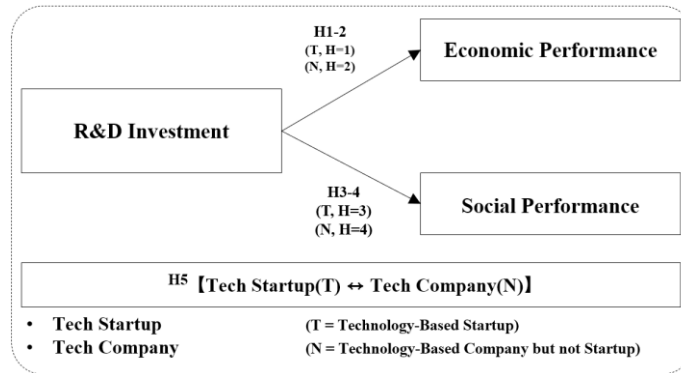 H1-2
(T, H=1)
(N, H=2)
Economic Performance
R&D Investment
H3-4
(T, H=3)
(N, H=4)
Social Performance
H5【Tech Startup(T) ↔ Tech Company(N)】
• Tech Startup (T = Technology-Based Startup)
• Tech Company (N = Technology-Based Company but not Startup)